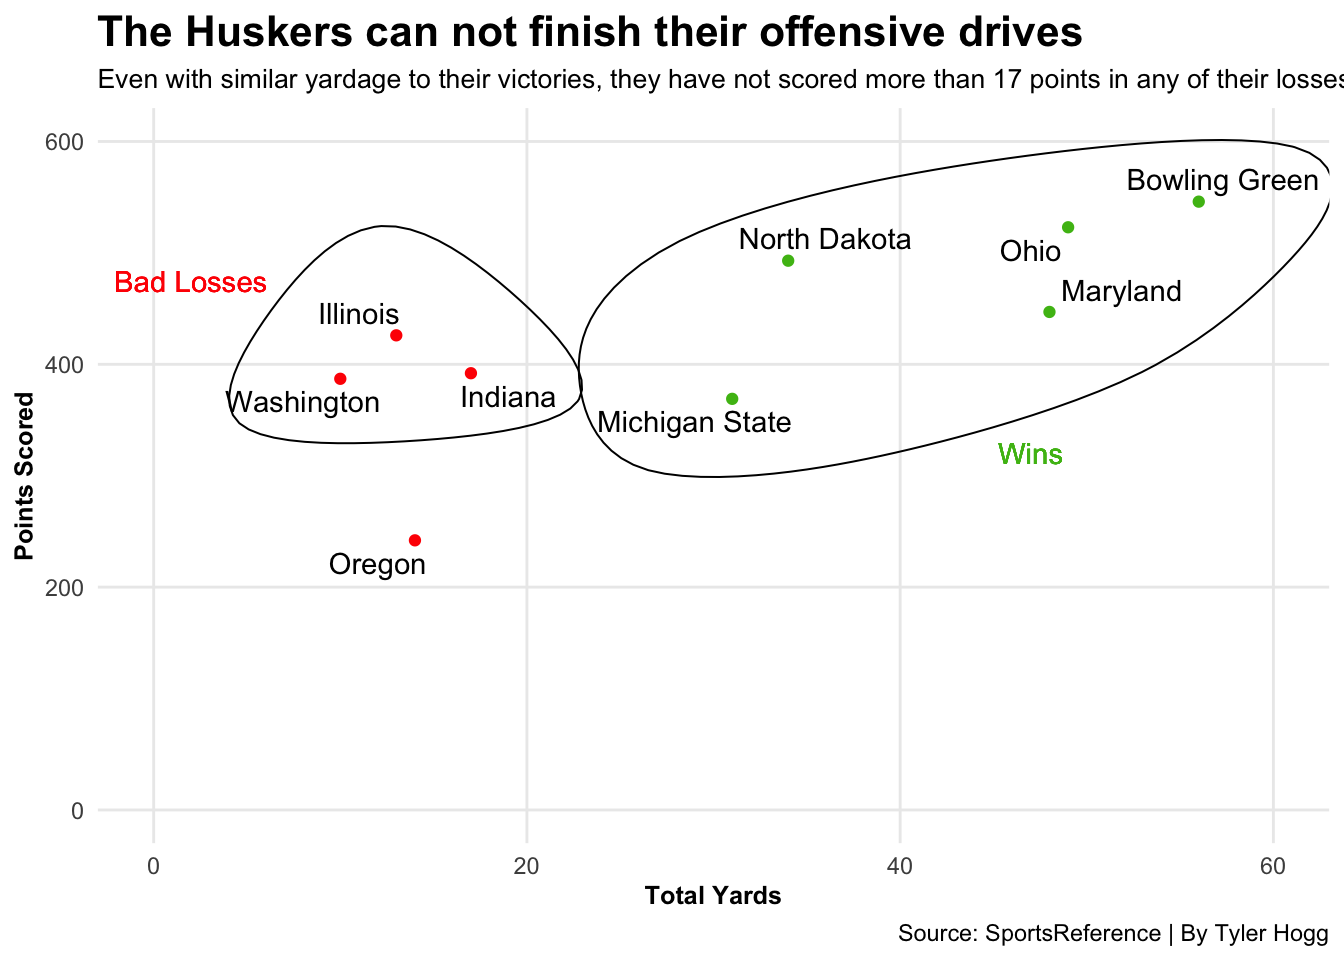 The Huskers can not finish their offensive drives
Even with similar yardage to their victories, they have not scored more than 17 points in any of their losses
600
Bowling Green
North Dakota
Ohio
Bad Losses
Maryland
Illinois
400
Washington
Indiana
Michigan State
Wins
Points Scored
Oregon
200
0
0 20 40 60
Total Yards
Source: SportsReference | By Tyler Hogg